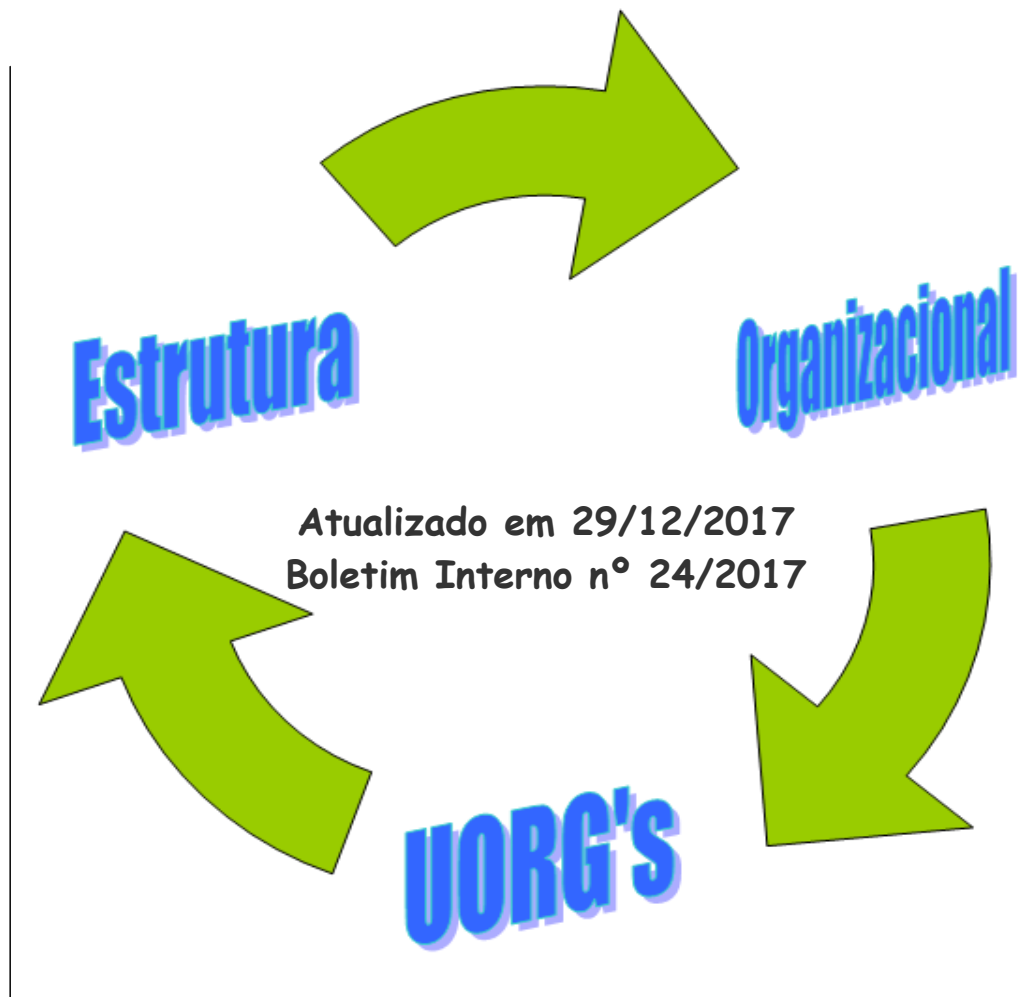 Estrutura
Organizacional
Atualizado em 29/12/2017
Boletim Interno nº 24/2017
UORG's